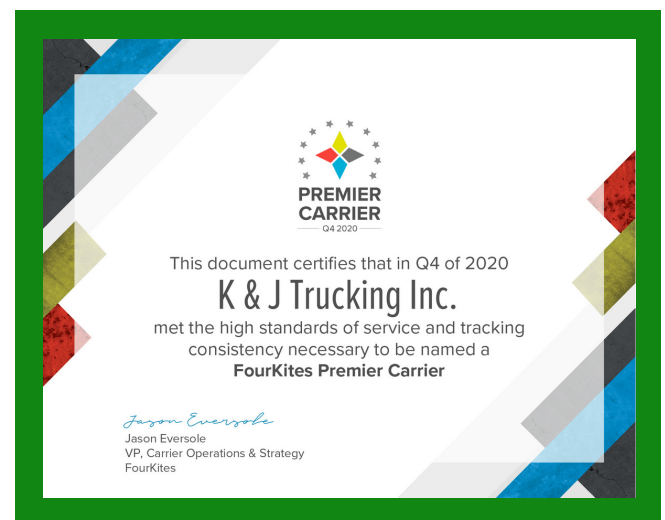 PREMIER
CARRIER
Q4 2020
This document certifies that in Q4 of 2020
K & J Trucking Inc.
met the high standards of service and tracking
consistency necessary to be named a
FourKites Premier Carrier
Jason Eversole
Jason Eversole
VP, Carrier Operations & Strategy
FourKites